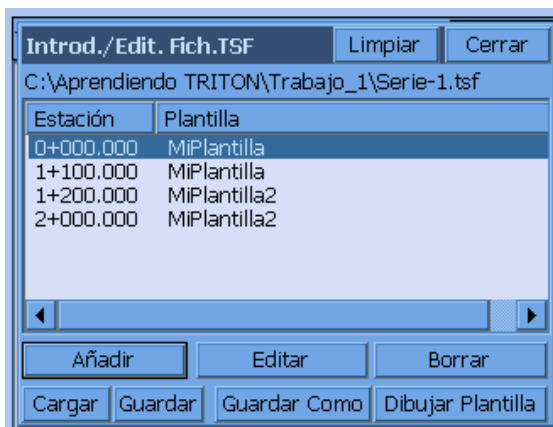 Introd./Edit. Fich.TSF Limpiar Cerrar
C:\Aprendiendo TRITON\Trabajo_1\Serie-1.tsf
Estación Plantilla
0+000.000 MiPlantilla
1+100.000 MiPlantilla
1+200.000 MiPlantilla2
2+000.000 MiPlantilla2
Añadir Editar Borrar
Cargar Guardar Guardar Como Dibujar Plantilla